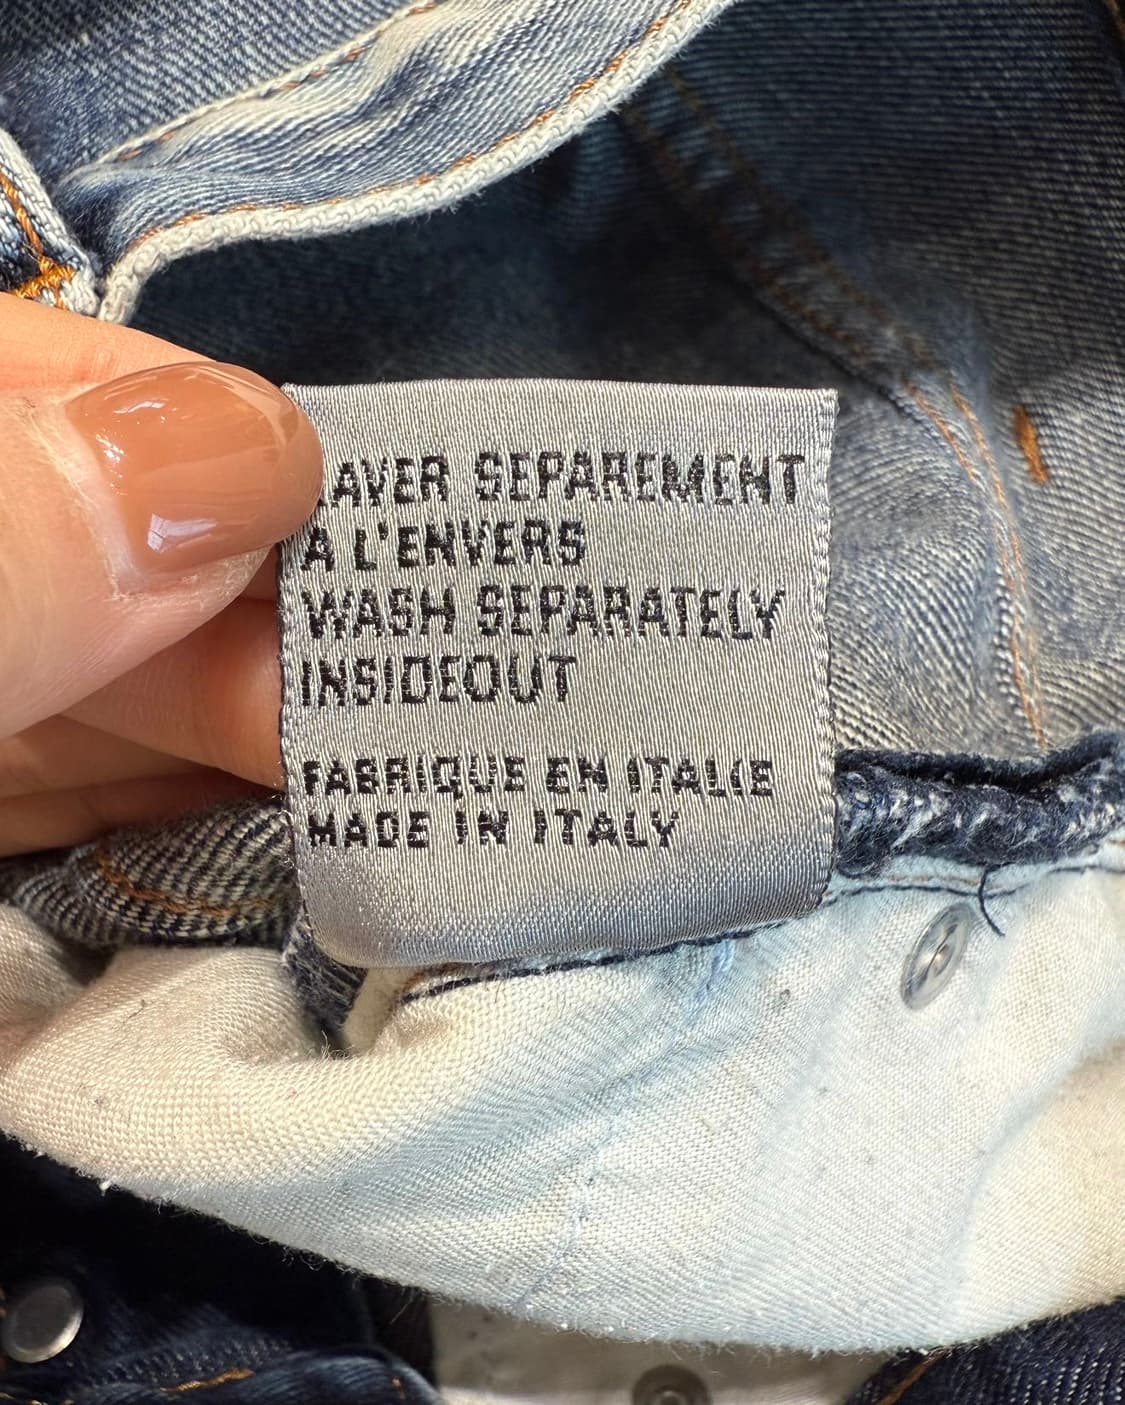 LAVER SEPAREMENT
A L'ENVERS
WASH SEPARATELY
INSIDEOUT
FABRIQUE EN ITALIE
MADE IN ITALY